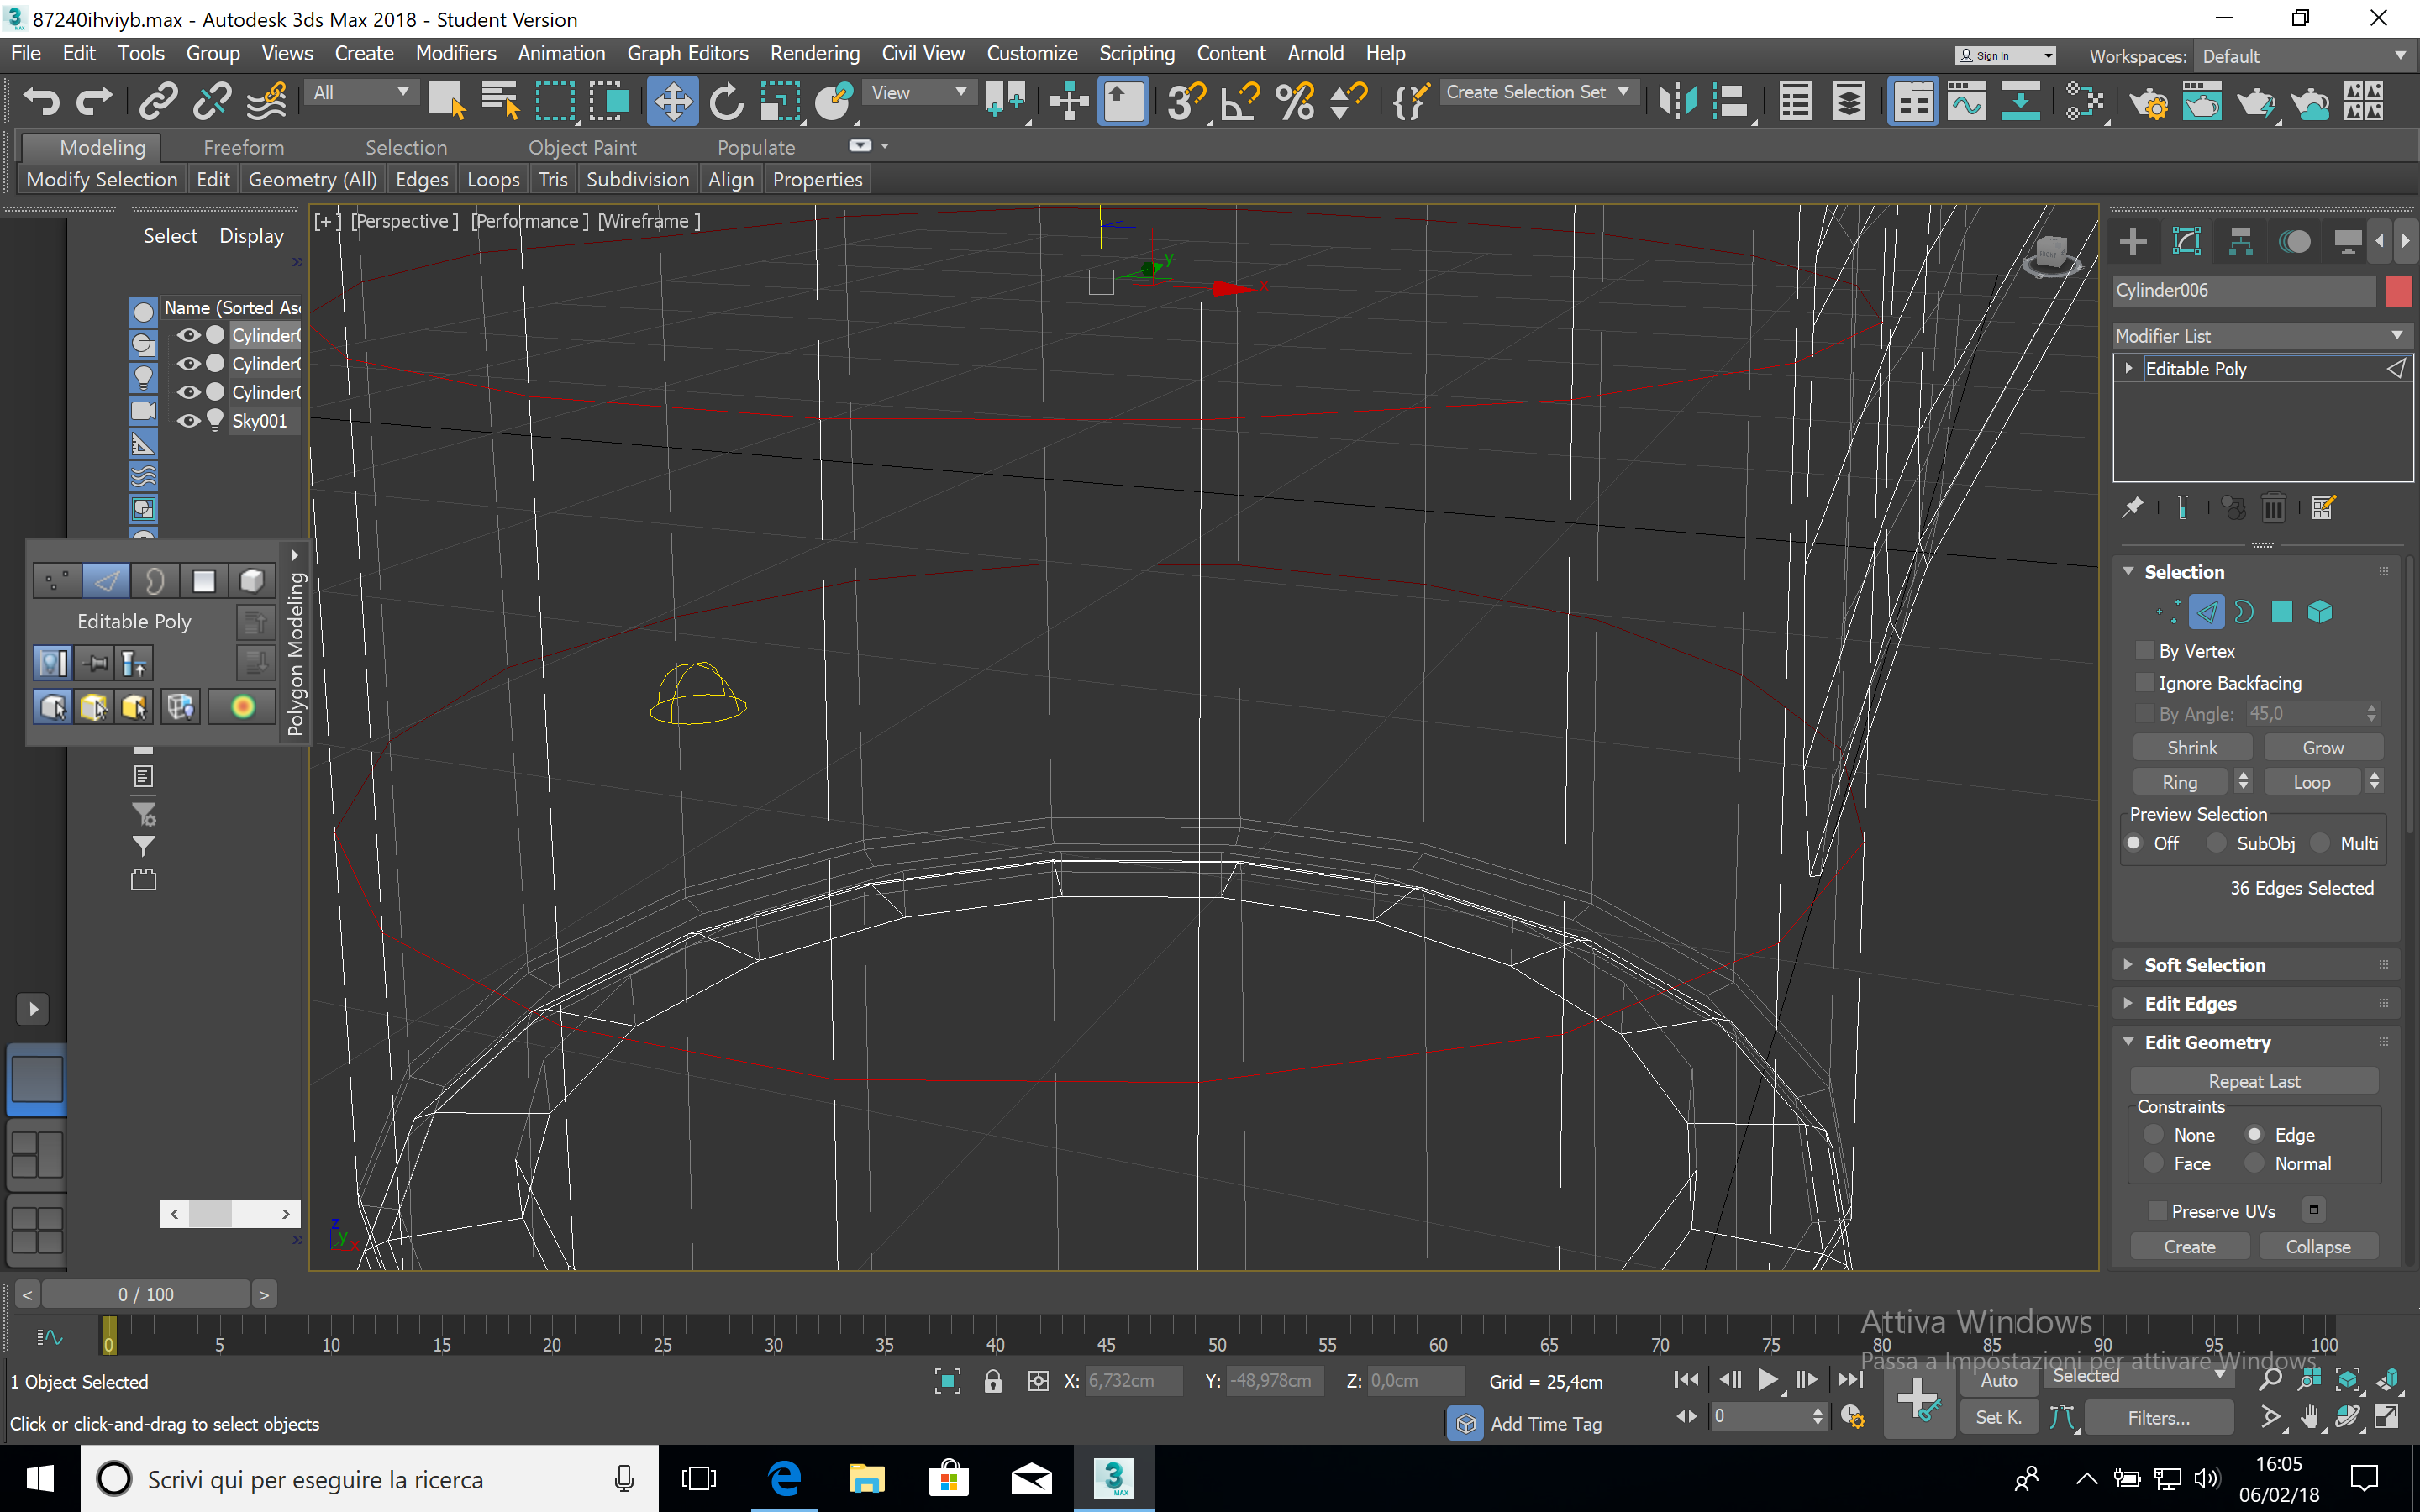 87240ihviyb.max - Autodesk 3ds Max 2018 - Student Version
File Edit Tools Group Views Create Modifiers Animation Graph Editors Rendering Civil View Customize Scripting Content Arnold Help
Sign In
Workspaces: Default
All
View
Create Selection Set
Modeling Freeform Selection Object Paint Populate
Modify Selection Edit Geometry (All) Edges Loops Tris Subdivision Align Properties
Select Display
[+] [Perspective ] [Performance ] [Wireframe ]
Name (Sorted As
Cylinder
Cylinder
Cylinder
Sky001
Editable Poly
Polygon Modeling
y
x
z
y
x
Cylinder006
Modifier List
Editable Poly
Selection
By Vertex
Ignore Backfacing
By Angle: 45,0
Shrink Grow
Ring Loop
Preview Selection
Off SubObj Multi
36 Edges Selected
Soft Selection
Edit Edges
Edit Geometry
Repeat Last
Constraints
None Edge
Face Normal
Preserve UVs
Create Collapse
0 / 100
0 5 10 15 20 25 30 35 40 45 50 55 60 65 70 75 80 85 90 95 100
Attiva Windows
Passa a Impostazioni per attivare Windows.
1 Object Selected
X: 6,732cm Y: -48,978cm Z: 0,0cm Grid = 25,4cm
Auto Selected
Click or click-and-drag to select objects
Add Time Tag
0
Set K. Filters...
Scrivi qui per eseguire la ricerca
3
MAX
16:05
06/02/18